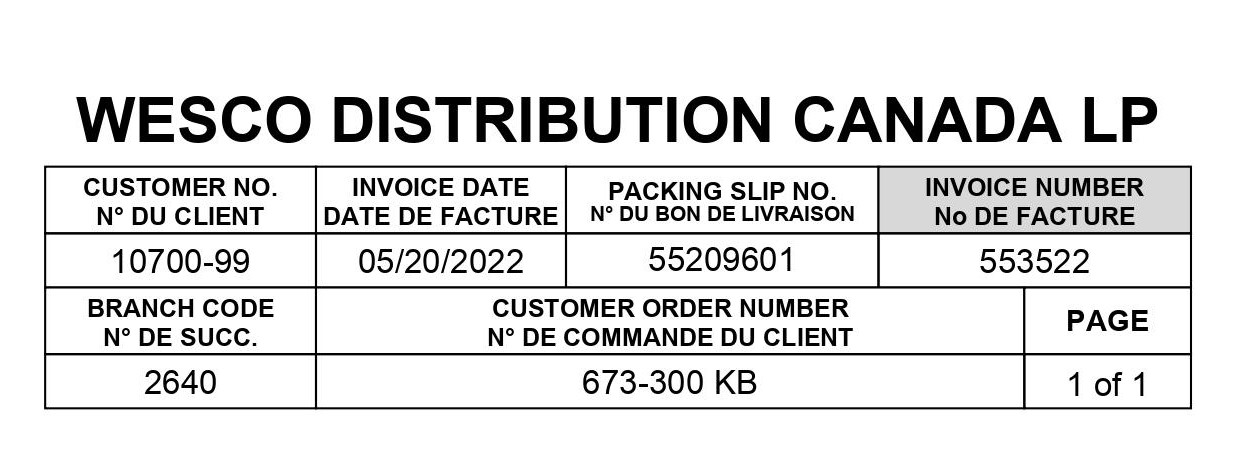 WESCO DISTRIBUTION CANADA LP
CUSTOMER NO. INVOICE DATE PACKING SLIP NO. INVOICE NUMBER
N° DU CLIENT DATE DE FACTURE N° DU BON DE LIVRAISON No DE FACTURE
10700-99 05/20/2022 55209601 553522
BRANCH CODE CUSTOMER ORDER NUMBER PAGE
N° DE SUCC. N° DE COMMANDE DU CLIENT
2640 673-300 KB 1 of 1